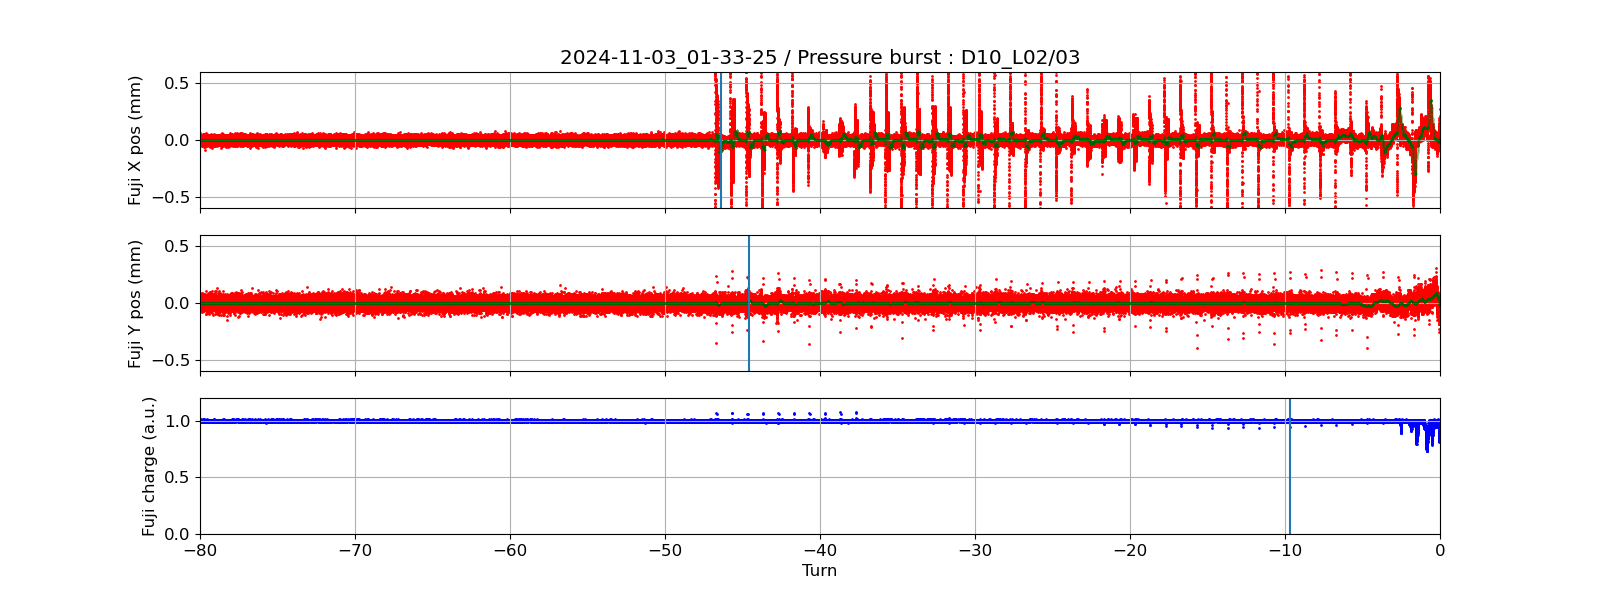 2024-11-03_01-33-25 / Pressure burst : D10_L02/03
Fuji X pos (mm)
0.5
0.0
−0.5
Fuji Y pos (mm)
0.5
0.0
−0.5
Fuji charge (a.u.)
1.0
0.5
0.0
−80 −70 −60 −50 −40 −30 −20 −10 0
Turn